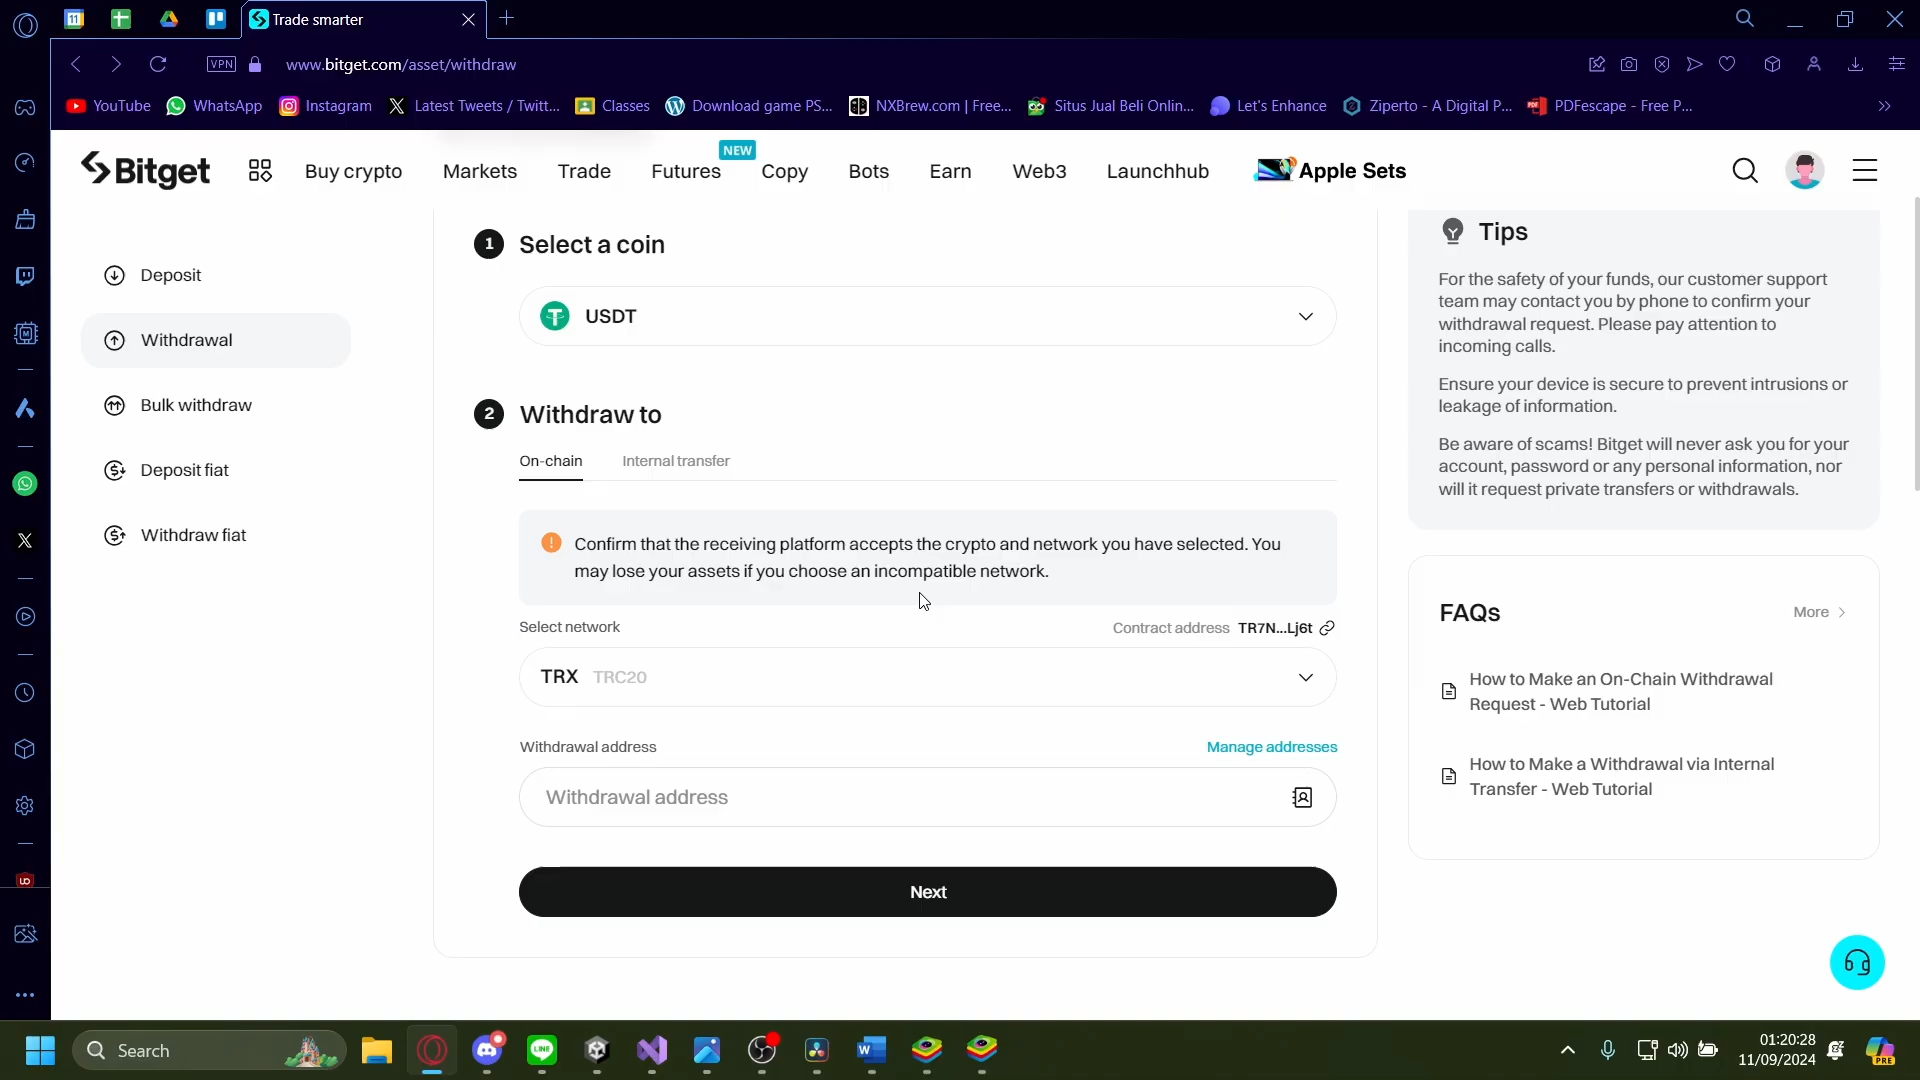 Trade smarter
VPN
www.bitget.com/asset/withdraw
YouTube
WhatsApp
Instagram
Latest Tweets / Twitt...
Classes
Download game PS...
NXBrew.com | Free...
Situs Jual Beli Onlin...
Let's Enhance
Ziperto - A Digital P...
PDFescape - Free P...
Bitget
Buy crypto
Markets
Trade
Futures
NEW
Copy
Bots
Earn
Web3
Launchhub
Apple Sets
Deposit
Withdrawal
Bulk withdraw
Deposit fiat
Withdraw fiat
1 Select a coin
USDT
2 Withdraw to
On-chain
Internal transfer
Confirm that the receiving platform accepts the crypto and network you have selected. You
may lose your assets if you choose an incompatible network.
Select network
Contract address TR7N...Lj6t
TRX TRC20
Withdrawal address
Manage addresses
Withdrawal address
Next
Tips
For the safety of your funds, our customer support
team may contact you by phone to confirm your
withdrawal request. Please pay attention to
incoming calls.
Ensure your device is secure to prevent intrusions or
leakage of information.
Be aware of scams! Bitget will never ask you for your
account, password or any personal information, nor
will it request private transfers or withdrawals.
FAQs
More
How to Make an On-Chain Withdrawal
Request - Web Tutorial
How to Make a Withdrawal via Internal
Transfer - Web Tutorial
Search
LINE
01:20:28
11/09/2024
PRE